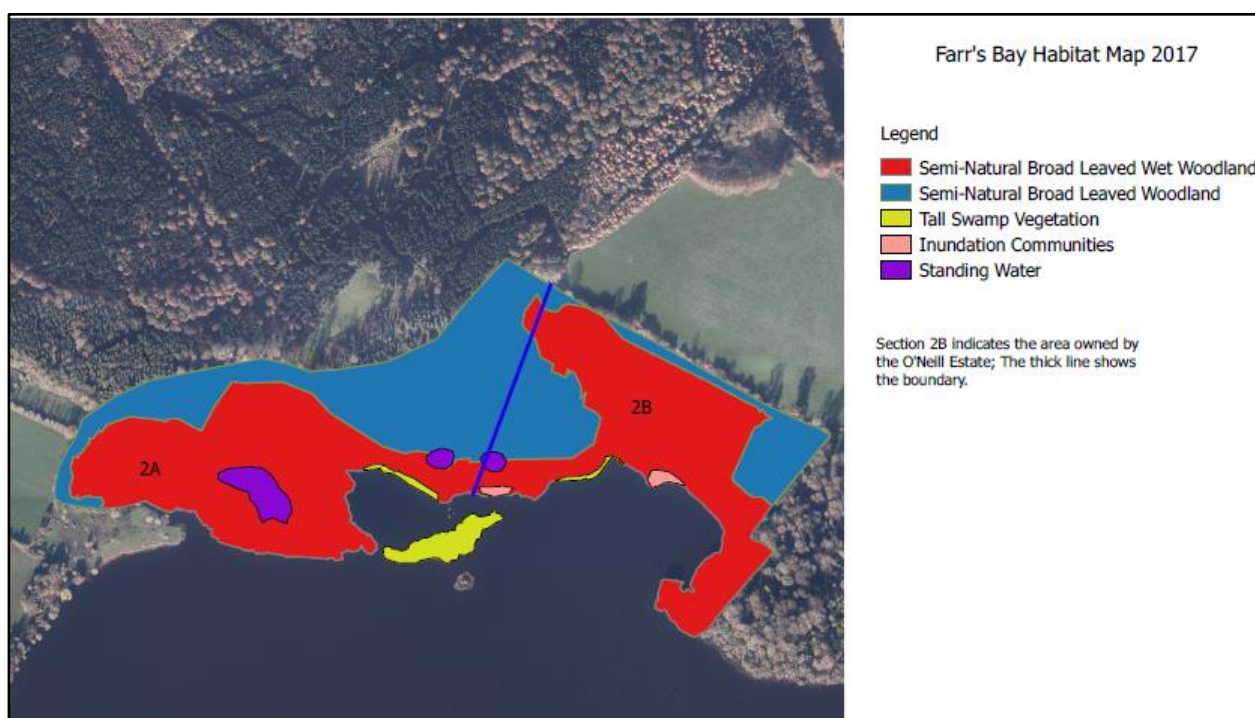 Farr's Bay Habitat Map 2017
Legend
Semi-Natural Broad Leaved Wet Woodland
Semi-Natural Broad Leaved Woodland
Tall Swamp Vegetation
Inundation Communities
Standing Water
Section 2B indicates the area owned by
the O'Neill Estate; The thick line shows
the boundary.
2B
2A